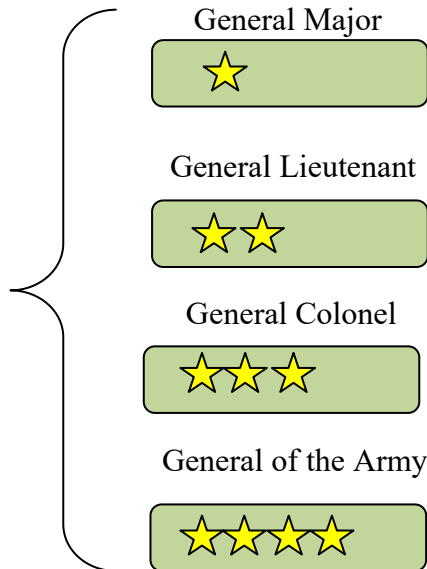 General Major
General Lieutenant
General Colonel
General of the Army